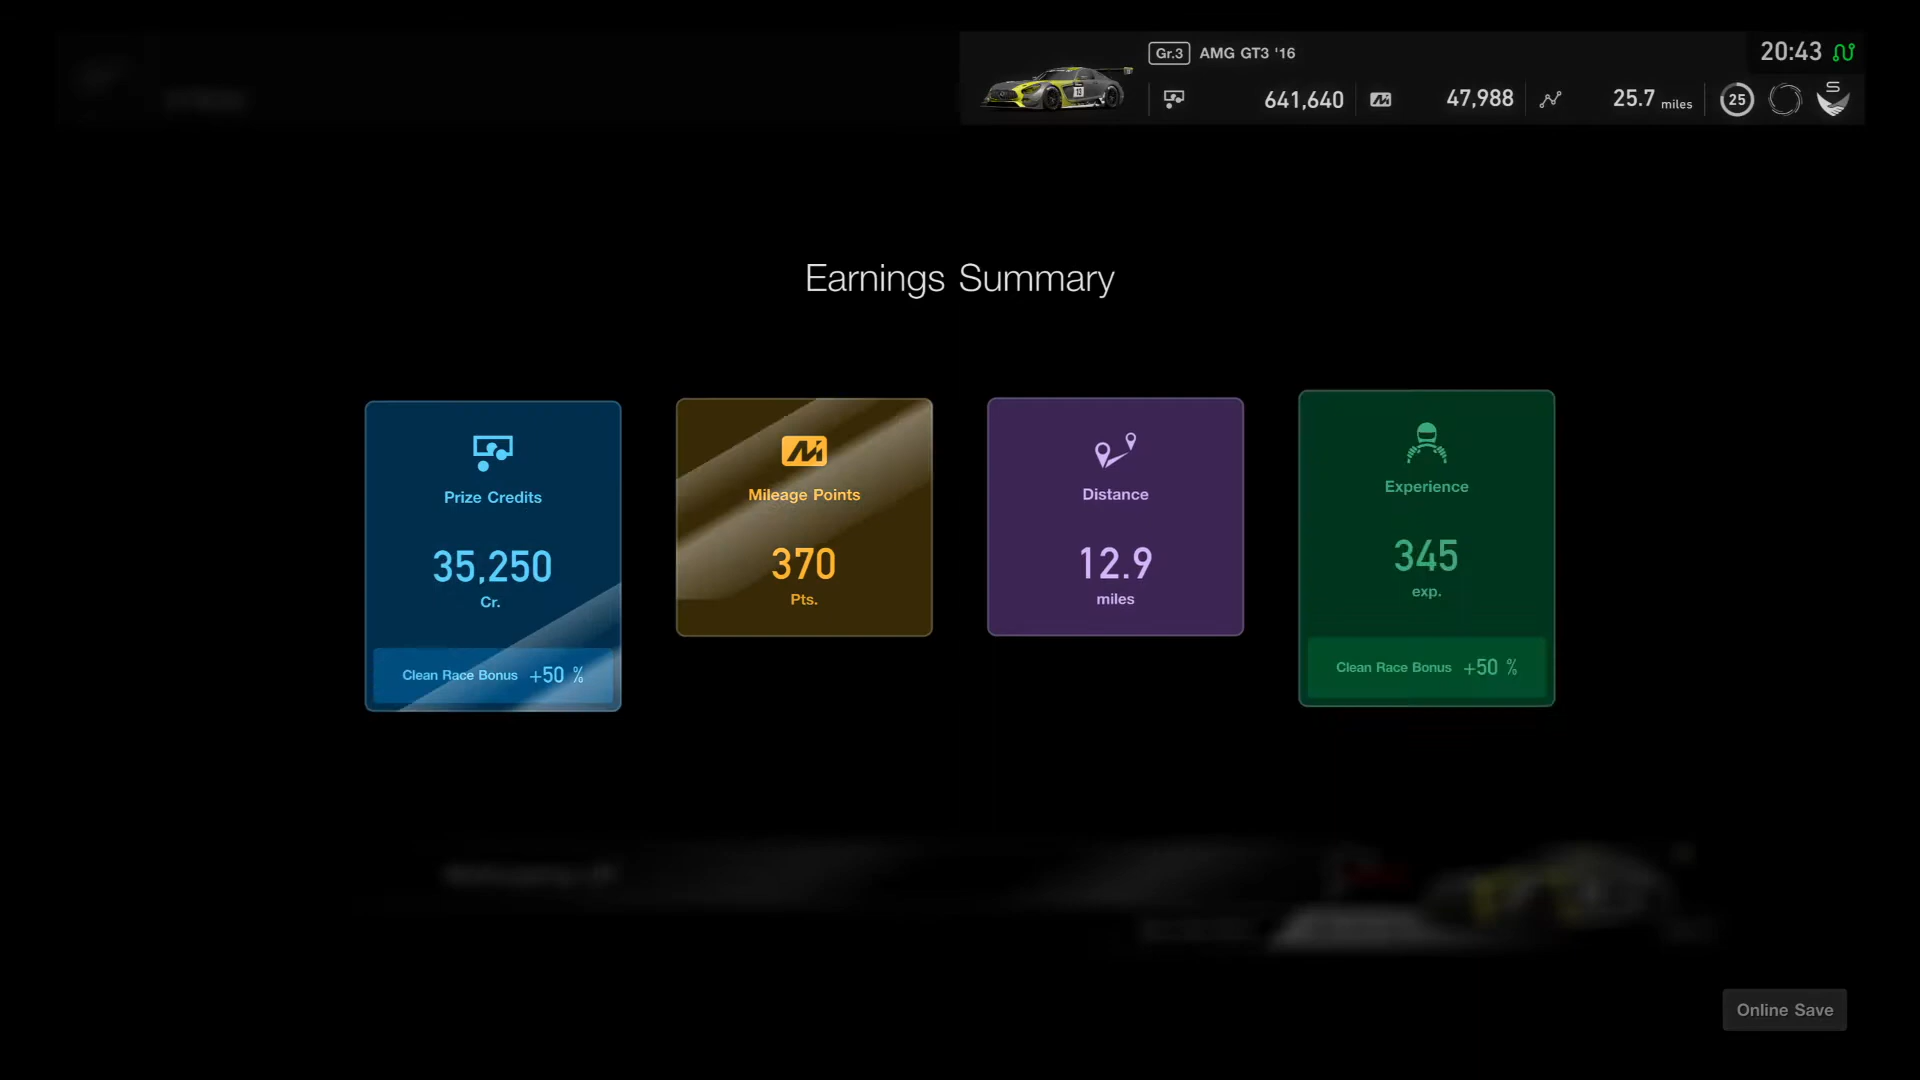 Gr.3 AMG GT3 '16
20:43
641,640
47,988
25.7 miles
25
S
Earnings Summary
Prize Credits
35,250
Cr.
Clean Race Bonus +50 %
Mileage Points
370
Pts.
Distance
12.9
miles
Experience
345
exp.
Clean Race Bonus +50 %
Online Save